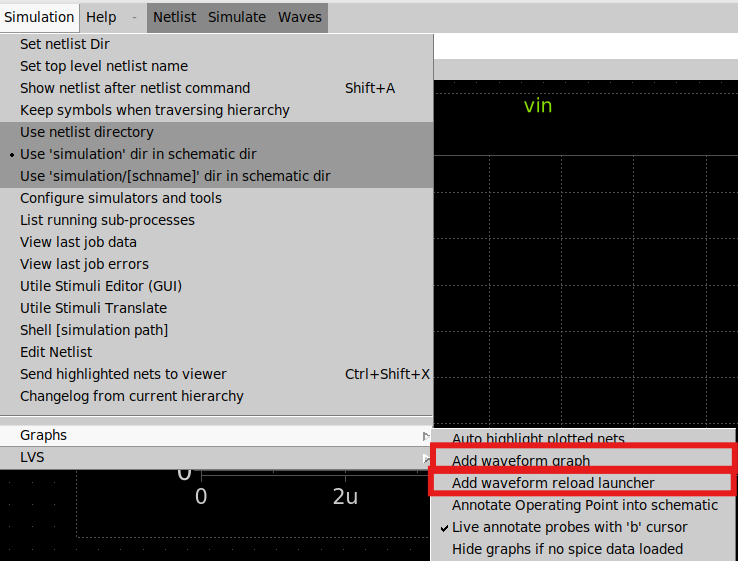 Simulation Help - Netlist Simulate Waves
Set netlist Dir
Set top level netlist name
Show netlist after netlist command Shift+A
Keep symbols when traversing hierarchy
vin
Use netlist directory
Use 'simulation' dir in schematic dir
Use 'simulation/[schname]' dir in schematic dir
Configure simulators and tools
List running sub-processes
View last job data
View last job errors
Utile Stimuli Editor (GUI)
Utile Stimuli Translate
Shell [simulation path]
Edit Netlist
Send highlighted nets to viewer Ctrl+Shift+X
Changelog from current hierarchy
Graphs
LVS
Auto highlight plotted nets
Add waveform graph
Add waveform reload launcher
Annotate Operating Point into schematic
Live annotate probes with 'b' cursor
Hide graphs if no spice data loaded
0
0 2u